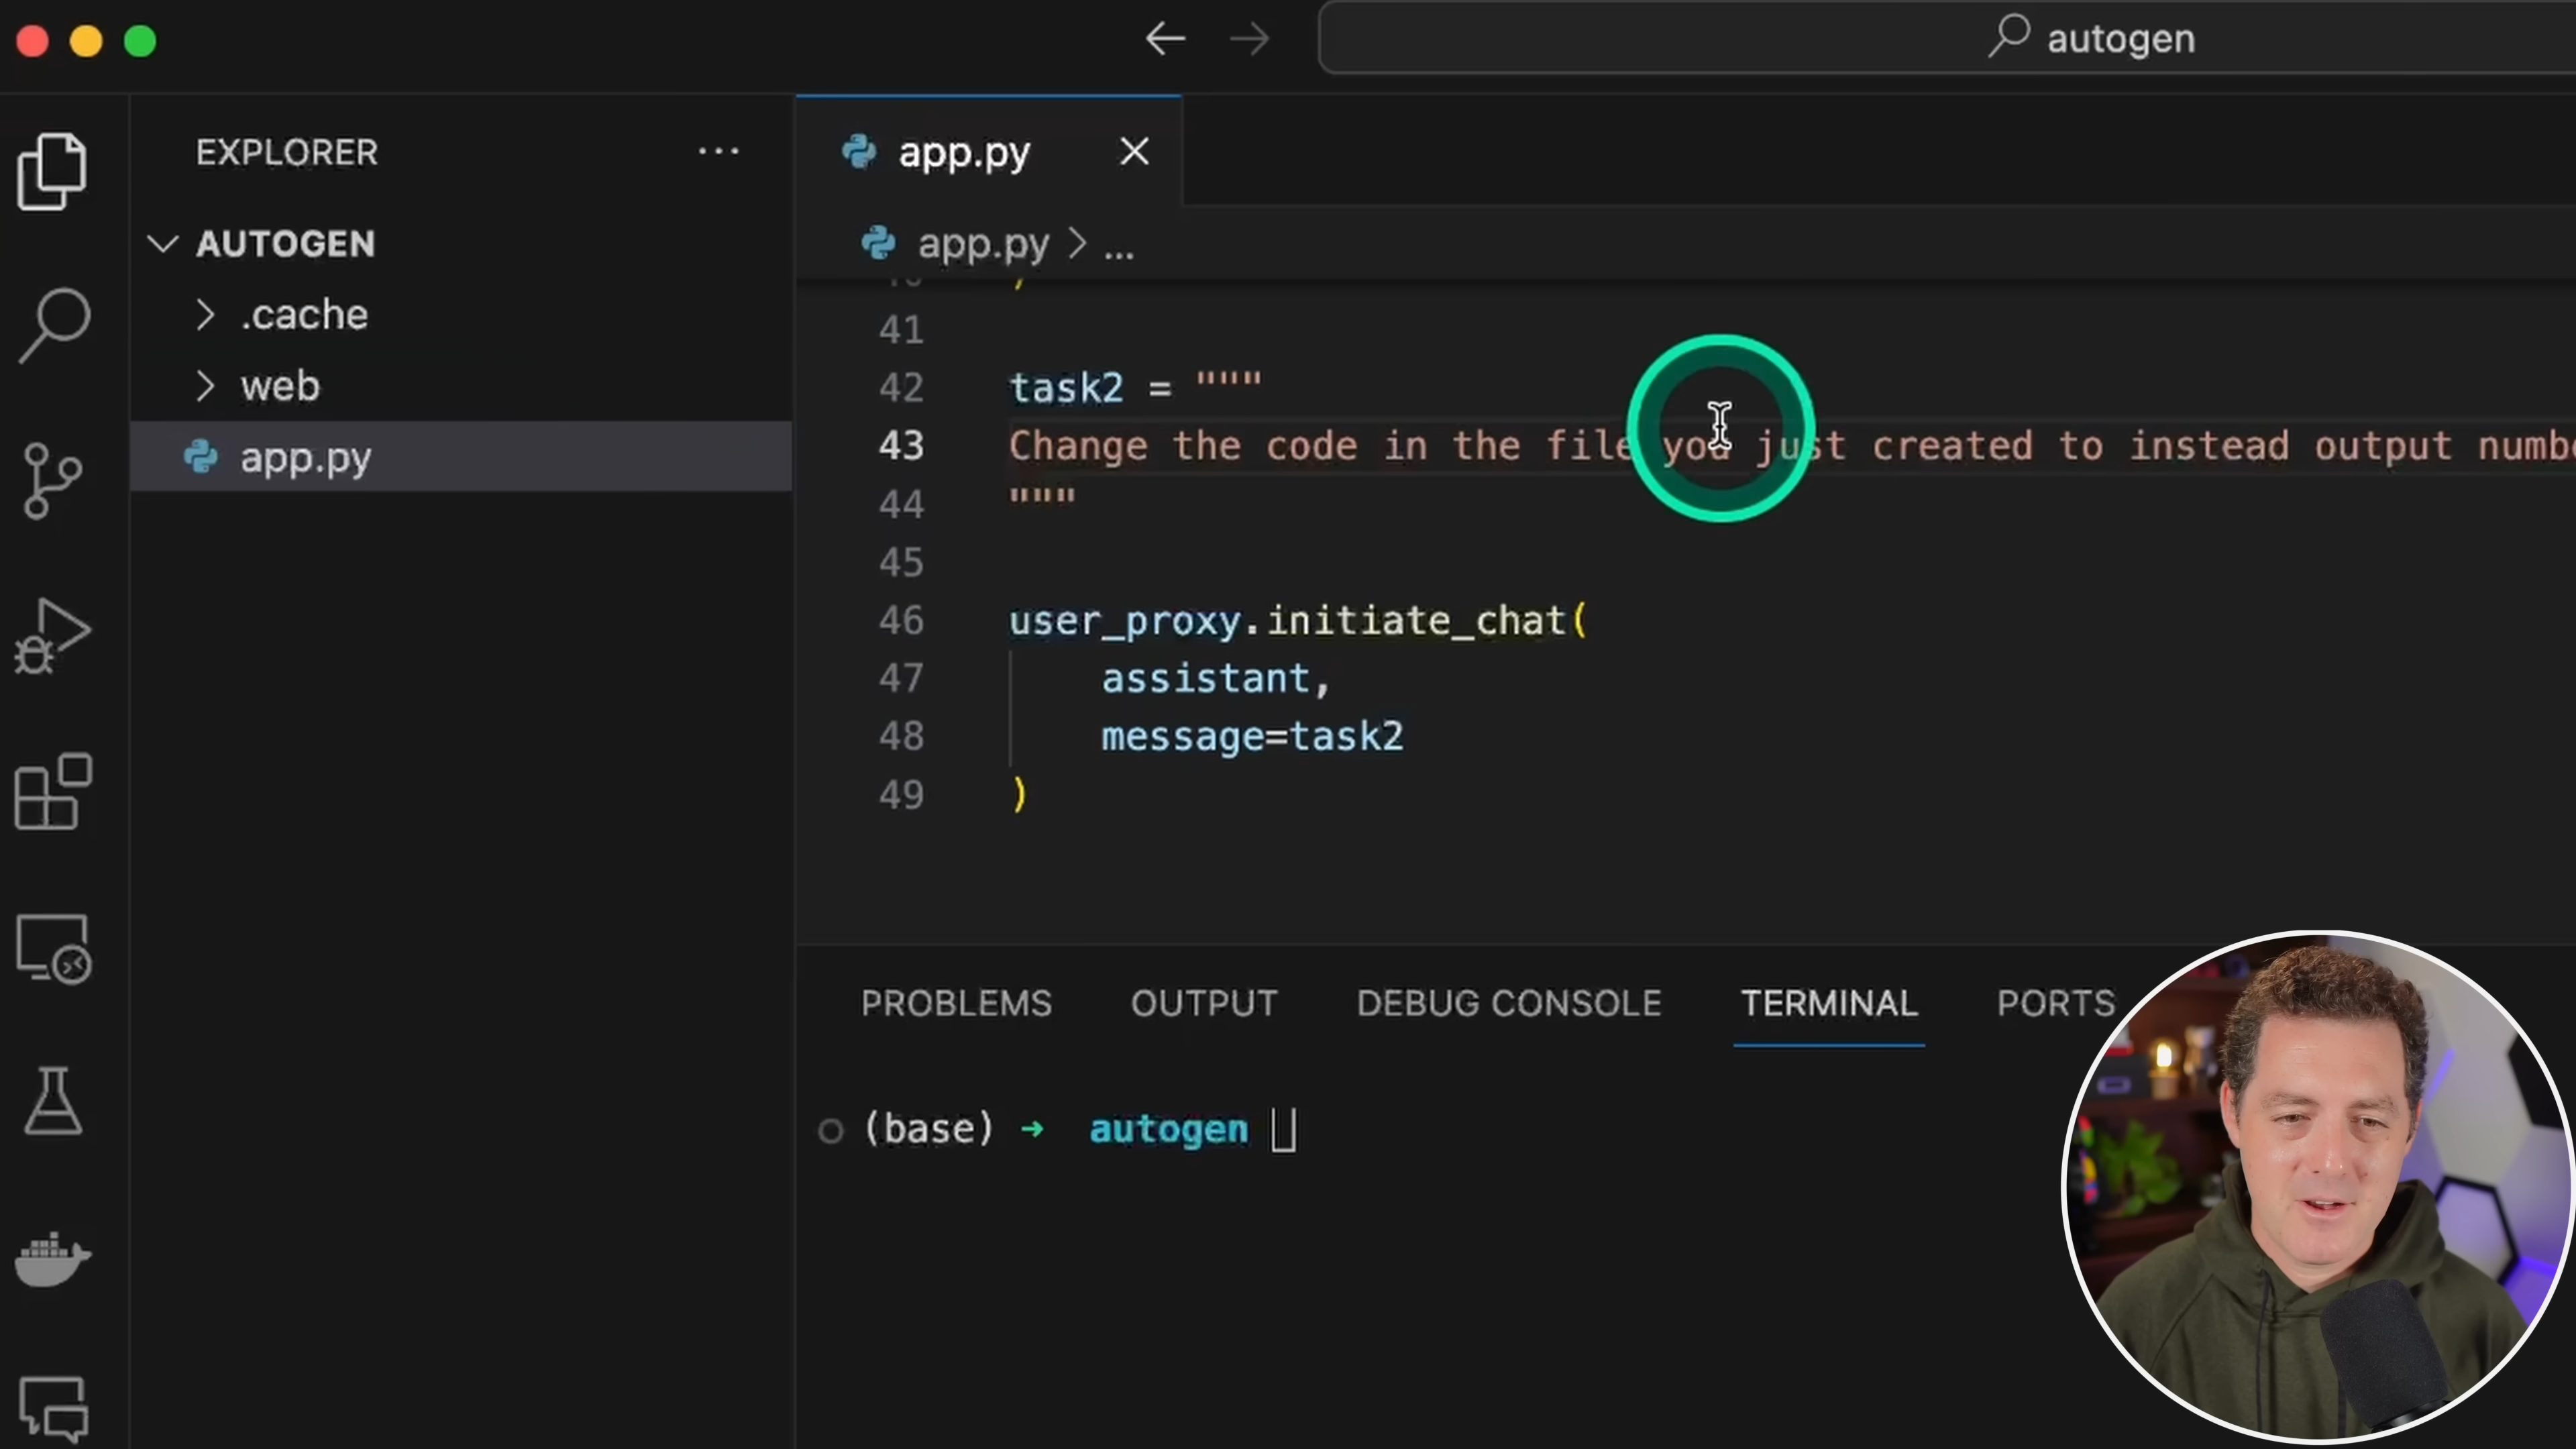 autogen
EXPLORER
AUTOGEN
.cache
web
app.py
app.py
app.py > ...
41
42 task2 = """
43 Change the code in the file you just created to instead output
44 """
45
46 user_proxy.initiate_chat(
47 assistant,
48 message=task2
49 )
PROBLEMS OUTPUT DEBUG CONSOLE TERMINAL PORTS
(base) → autogen